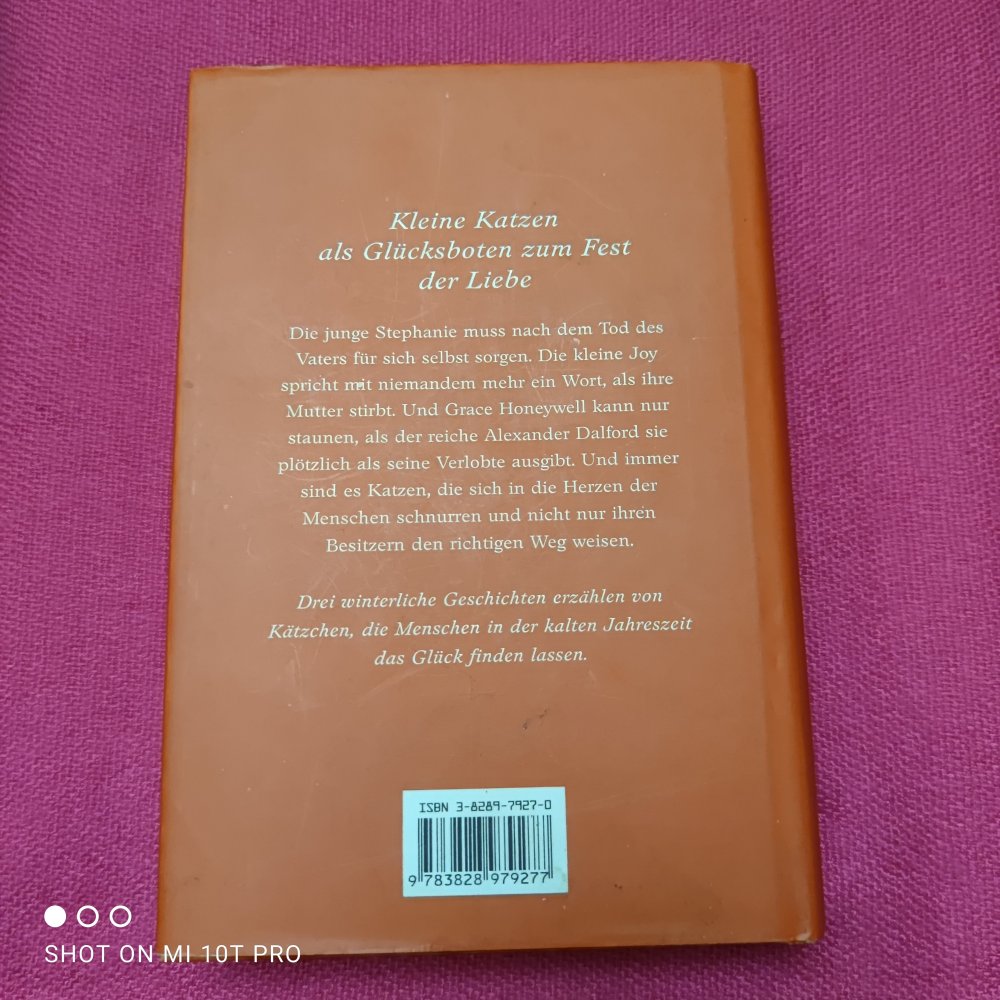 Kleine Katzen
als Glücksboten zum Fest
der Liebe
Die junge Stephanie muss nach dem Tod des
Vaters für sich selbst sorgen. Die kleine Joy
spricht mit niemandem mehr ein Wort, als ihre
Mutter stirbt. Und Grace Honeywell kann nur
staunen, als der reiche Alexander Dalford sie
plötzlich als seine Verlobte ausgibt. Und immer
sind es Katzen, die sich in die Herzen der
Menschen schnurren und nicht nur ihren
Besitzern den richtigen Weg weisen.
Drei winterliche Geschichten erzählen von
Kätzchen, die Menschen in der kalten Jahreszeit
das Glück finden lassen.
ISBN 3-8289-7927-0
9 783828 979277
SHOT ON MI 10T PRO